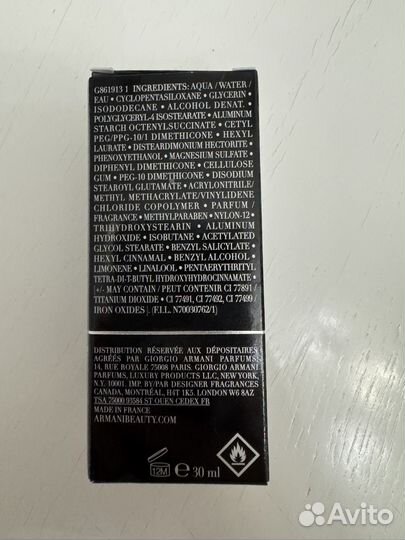 G861913 1 INGREDIENTS: AQUA / WATER /
EAU • CYCLOPENTASILOXANE • GLYCERIN •
ISODODECANE • ALCOHOL DENAT. •
POLYGLYCERYL-4 ISOSTEARATE • ALUMINUM
STARCH OCTENYLSUCCINATE • CETYL
PEG/PPG-10/1 DIMETHICONE • HEXYL
LAURATE • DISTEARDIMONIUM HECTORITE •
PHENOXYETHANOL • MAGNESIUM SULFATE •
DIPHENYL DIMETHICONE • CELLULOSE
GUM • PEG-10 DIMETHICONE • DISODIUM
STEAROYL GLUTAMATE • ACRYLONITRILE/
METHYL METHACRYLATE/VINYLIDENE
CHLORIDE COPOLYMER • PARFUM /
FRAGRANCE • METHYLPARABEN • NYLON-12 •
TRIHYDROXYSTEARIN • ALUMINUM
HYDROXIDE • ISOBUTANE • ACETYLATED
GLYCOL STEARATE • BENZYL SALICYLATE •
HEXYL CINNAMAL • BENZYL ALCOHOL •
LIMONENE • LINALOOL • PENTAERYTHRITYL
TETRA-DI-T-BUTYL HYDROXYHYDROCINNAMATE •
[+/- MAY CONTAIN / PEUT CONTENIR CI 77891 /
TITANIUM DIOXIDE • CI 77491, CI 77492, CI 77499 /
IRON OXIDES ]. (F.I.L. N70030762/1)
DISTRIBUTION RÉSERVÉE AUX DÉPOSITAIRES
AGRÉÉS PAR GIORGIO ARMANI PARFUMS,
14, RUE ROYALE 75008 PARIS. GIORGIO ARMANI
PARFUMS, LUXURY PRODUCTS LLC, NEW YORK,
N.Y. 10001. IMP. BY/PAR DESIGNER FRAGRANCES
CANADA, MONTRÉAL, H4T 1K5. LONDON W6 8AZ
TSA 75000 93584 ST OUEN CEDEX FR
MADE IN FRANCE
ARMANIBEAUTY.COM
12M e 30 ml
Avito